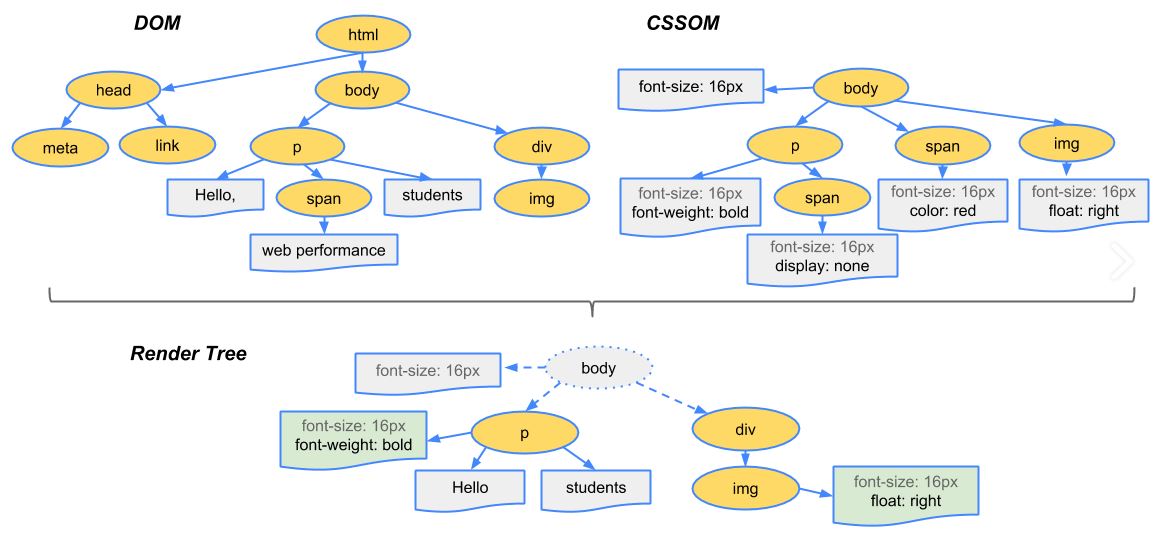 DOM
html
head
body
meta
link
p
div
Hello,
span
students
img
web performance
CSSOM
font-size: 16px
body
p
span
img
font-size: 16px
font-weight: bold
span
font-size: 16px
color: red
font-size: 16px
float: right
font-size: 16px
display: none
Render Tree
font-size: 16px
body
font-size: 16px
font-weight: bold
p
div
Hello
students
img
font-size: 16px
float: right